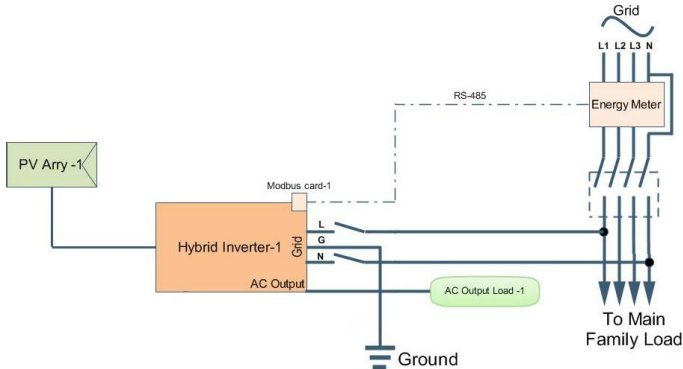 Grid
L1 L2 L3 N
RS-485
Energy Meter
PV Arry -1
Modbus card-1
L
Hybrid Inverter-1
Grid
G
N
AC Output
AC Output Load -1
To Main
Family Load
Ground